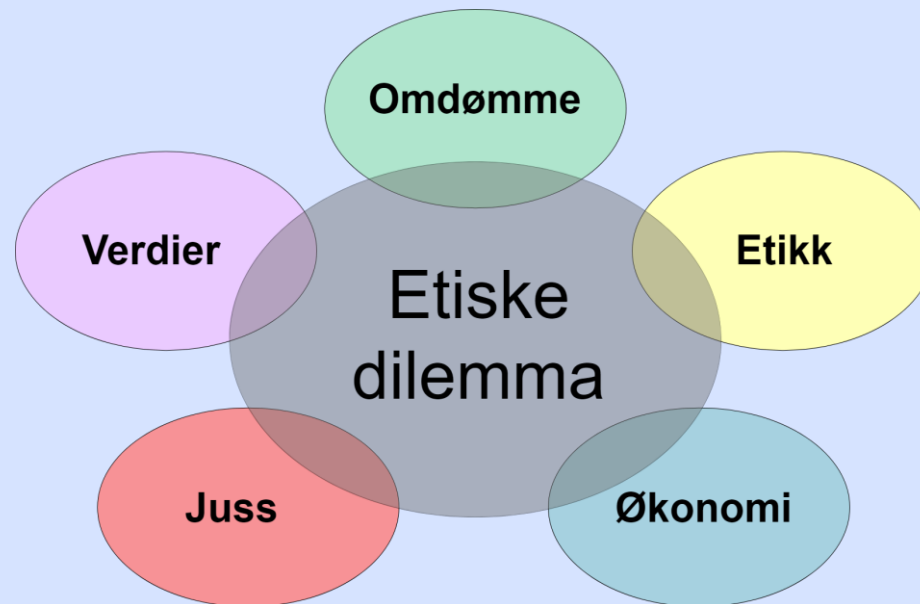 Omdømme
Verdier
Etikk
Etiske
dilemma
Juss
Økonomi